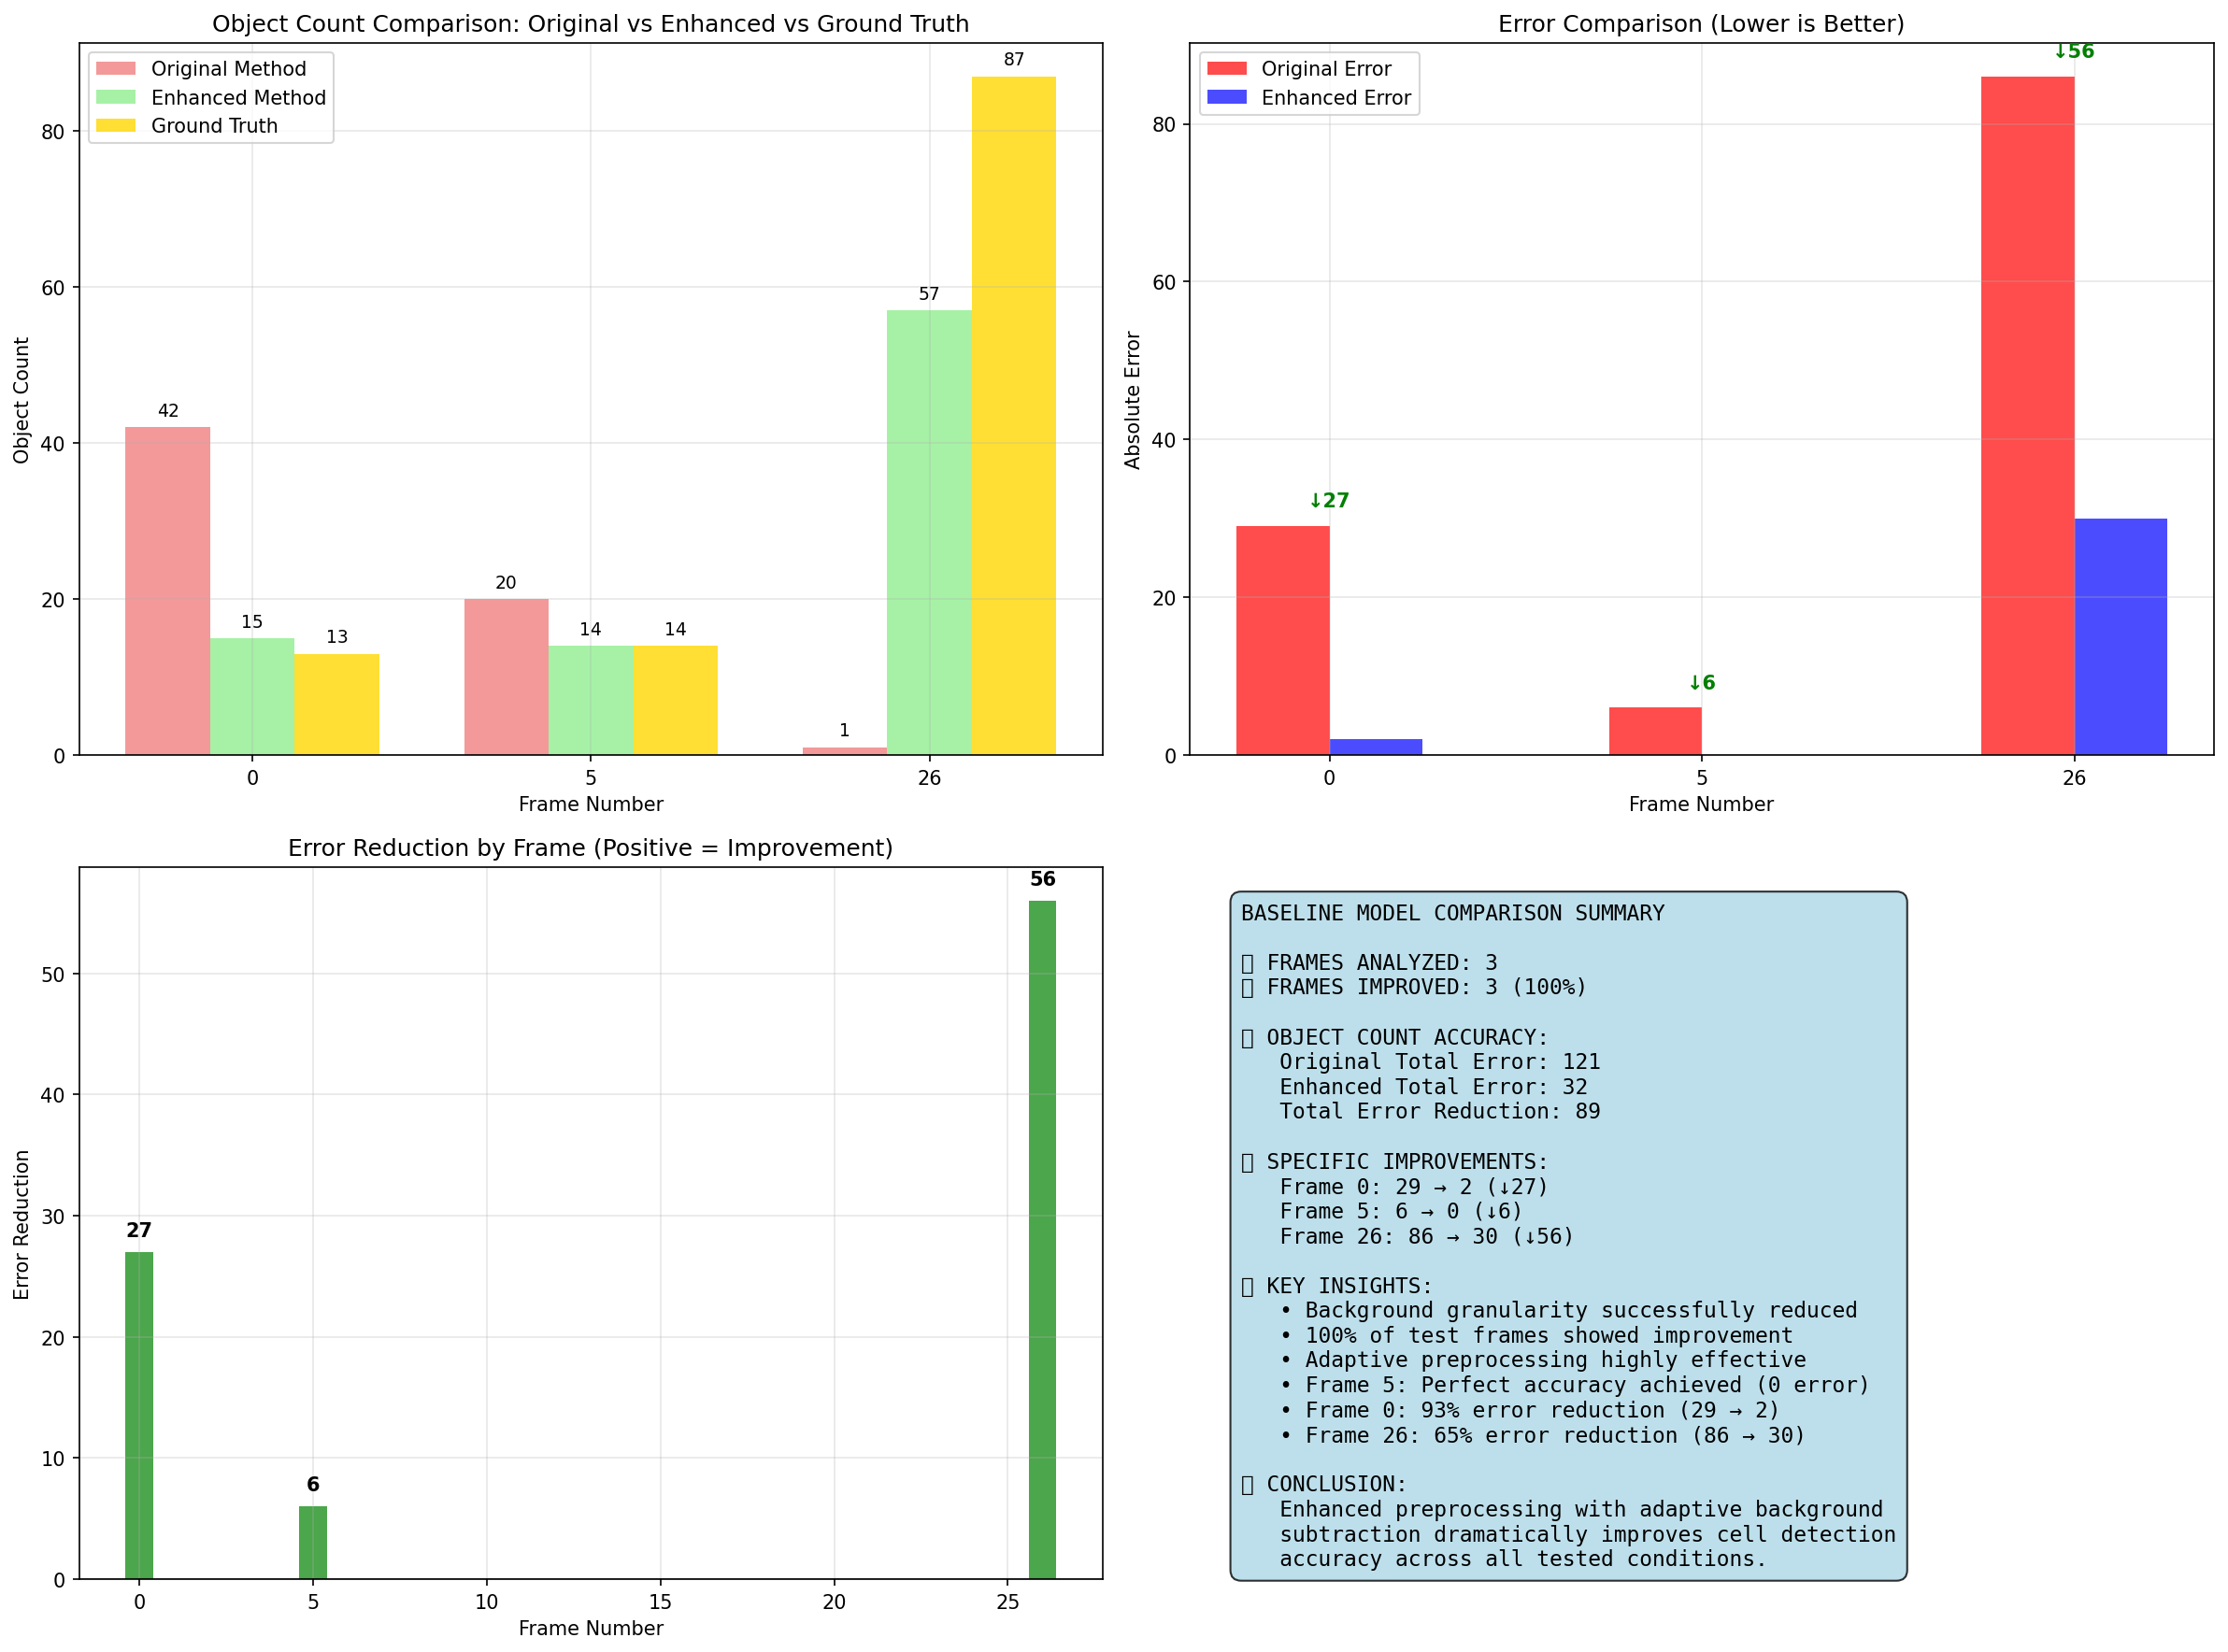 Object Count Comparison: Original vs Enhanced vs Ground Truth
Original Method
Enhanced Method
Ground Truth
Object Count
80
60
40
20
0
42
15
13
20
14
14
1
57
87
0
5
26
Frame Number
Error Comparison (Lower is Better)
Original Error
Enhanced Error
Absolute Error
80
60
40
20
0
↓27
↓6
↓56
0
5
26
Frame Number
Error Reduction by Frame (Positive = Improvement)
Error Reduction
50
40
30
20
10
0
27
6
56
0
5
10
15
20
25
Frame Number
BASELINE MODEL COMPARISON SUMMARY
FRAMES ANALYZED: 3
FRAMES IMPROVED: 3 (100%)
OBJECT COUNT ACCURACY:
Original Total Error: 121
Enhanced Total Error: 32
Total Error Reduction: 89
SPECIFIC IMPROVEMENTS:
Frame 0: 29 → 2 (↓27)
Frame 5: 6 → 0 (↓6)
Frame 26: 86 → 30 (↓56)
KEY INSIGHTS:
• Background granularity successfully reduced
• 100% of test frames showed improvement
• Adaptive preprocessing highly effective
• Frame 5: Perfect accuracy achieved (0 error)
• Frame 0: 93% error reduction (29 → 2)
• Frame 26: 65% error reduction (86 → 30)
CONCLUSION:
Enhanced preprocessing with adaptive background
subtraction dramatically improves cell detection
accuracy across all tested conditions.